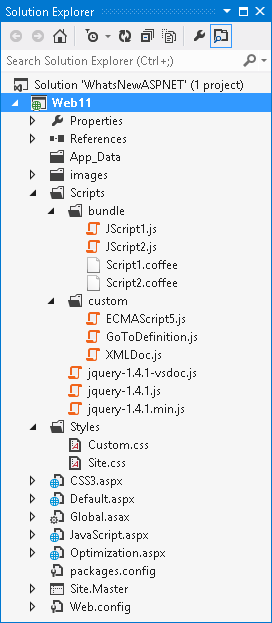 Solution Explorer
Search Solution Explorer (Ctrl+;)
Solution 'WhatsNewASPNET' (1 project)
Web11
Properties
References
App_Data
images
Scripts
bundle
JScript1.js
JScript2.js
Script1.coffee
Script2.coffee
custom
ECMAScript5.js
GoToDefinition.js
XMLDoc.js
jquery-1.4.1-vsdoc.js
jquery-1.4.1.js
jquery-1.4.1.min.js
Styles
Custom.css
Site.css
CSS3.aspx
Default.aspx
Global.asax
JavaScript.aspx
Optimization.aspx
packages.config
Site.Master
Web.config